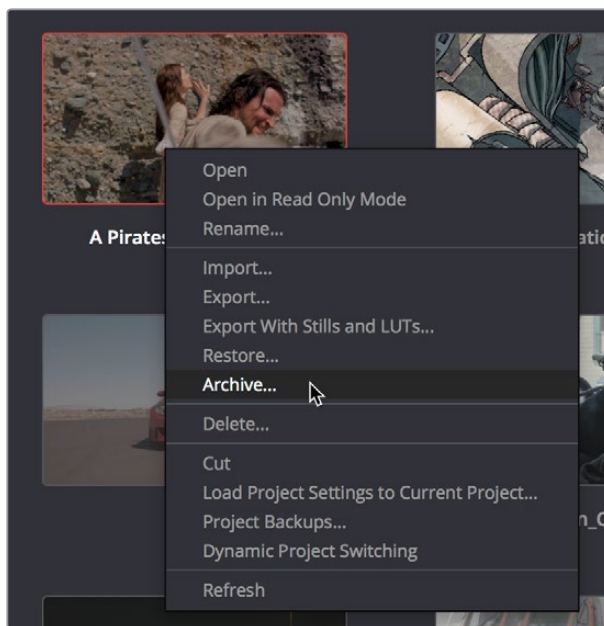 A Pirates
atic
Open
Open in Read Only Mode
Rename...
Import...
Export...
Export With Stills and LUTs...
Restore...
Archive...
Delete...
Cut
Load Project Settings to Current Project...
Project Backups...
Dynamic Project Switching
Refresh